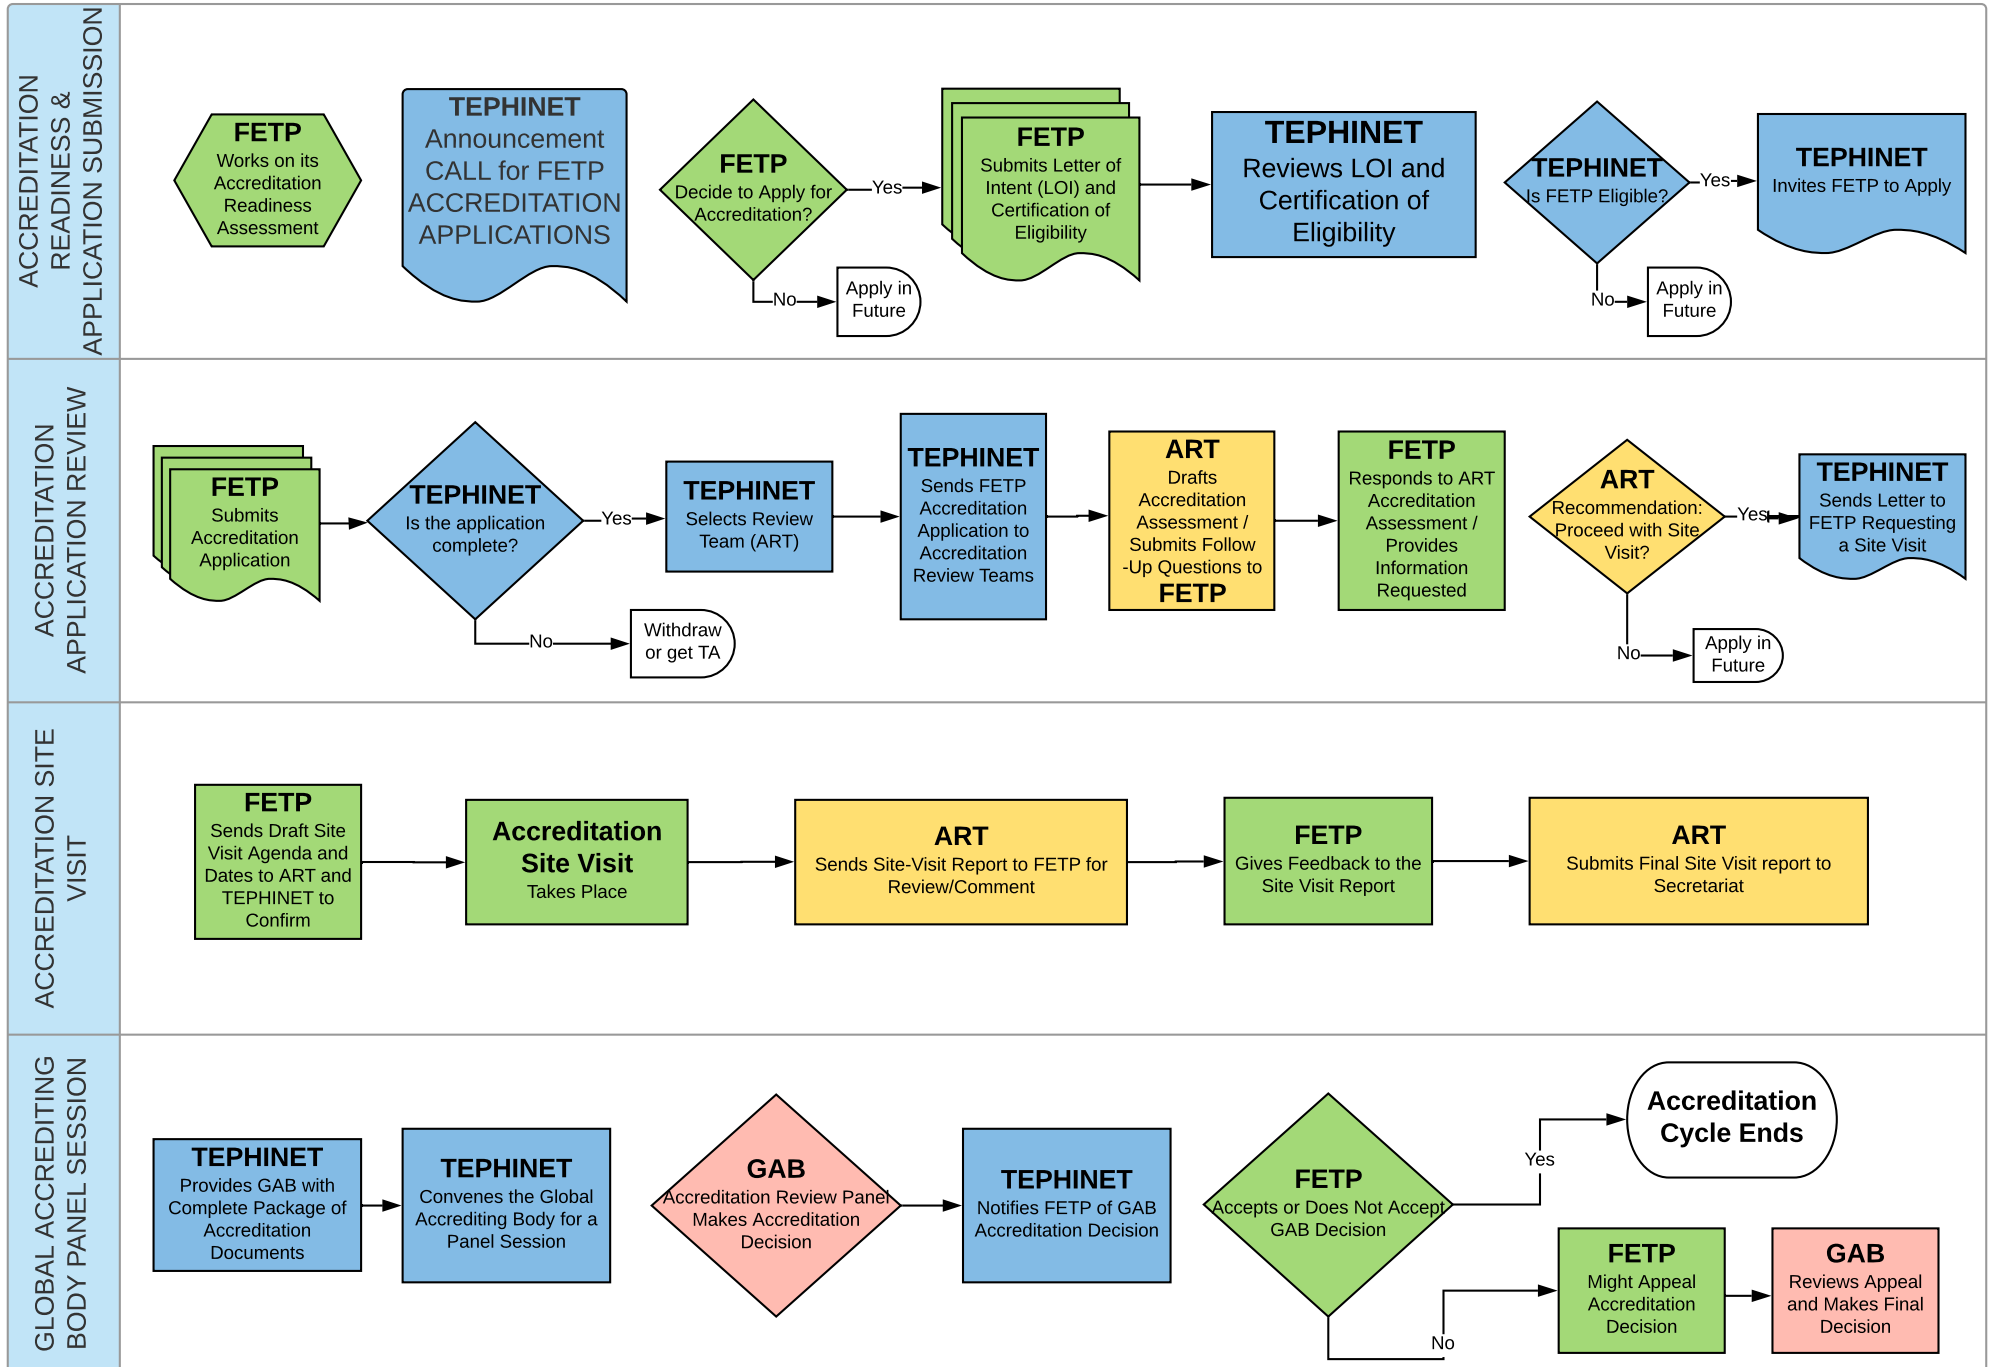 ACCREDITATION
READINESS &
APPLICATION SUBMISSION
FETP
Works on its
Accreditation
Readiness
Assessment
TEPHINET
Announcement
CALL for FETP
ACCREDITATION
APPLICATIONS
FETP
Decide to Apply for
Accreditation?
Yes
No
Apply in
Future
FETP
Submits Letter of
Intent (LOI) and
Certification of
Eligibility
TEPHINET
Reviews LOI and
Certification of
Eligibility
TEPHINET
Is FETP Eligible?
Yes
No
Apply in
Future
TEPHINET
Invites FETP to Apply
ACCREDITATION
APPLICATION REVIEW
FETP
Submits
Accreditation
Application
TEPHINET
Is the application
complete?
Yes
No
Withdraw
or get TA
TEPHINET
Selects Review
Team (ART)
TEPHINET
Sends FETP
Accreditation
Application to
Accreditation
Review Teams
ART
Drafts
Accreditation
Assessment /
Submits Follow
-Up Questions to
FETP
FETP
Responds to ART
Accreditation
Assessment /
Provides
Information
Requested
ART
Recommendation:
Proceed with Site
Visit?
Yes
No
Apply in
Future
TEPHINET
Sends Letter to
FETP Requesting
a Site Visit
ACCREDITATION SITE
VISIT
FETP
Sends Draft Site
Visit Agenda and
Dates to ART and
TEPHINET to
Confirm
Accreditation
Site Visit
Takes Place
ART
Sends Site-Visit Report to FETP for
Review/Comment
FETP
Gives Feedback to the
Site Visit Report
ART
Submits Final Site Visit report to
Secretariat
GLOBAL ACCREDITING
BODY PANEL SESSION
TEPHINET
Provides GAB with
Complete Package of
Accreditation
Documents
TEPHINET
Convenes the Global
Accrediting Body for a
Panel Session
GAB
Accreditation Review Panel
Makes Accreditation
Decision
TEPHINET
Notifies FETP of GAB
Accreditation Decision
FETP
Accepts or Does Not Accept
GAB Decision
Yes
Accreditation
Cycle Ends
No
FETP
Might Appeal
Accreditation
Decision
GAB
Reviews Appeal
and Makes Final
Decision